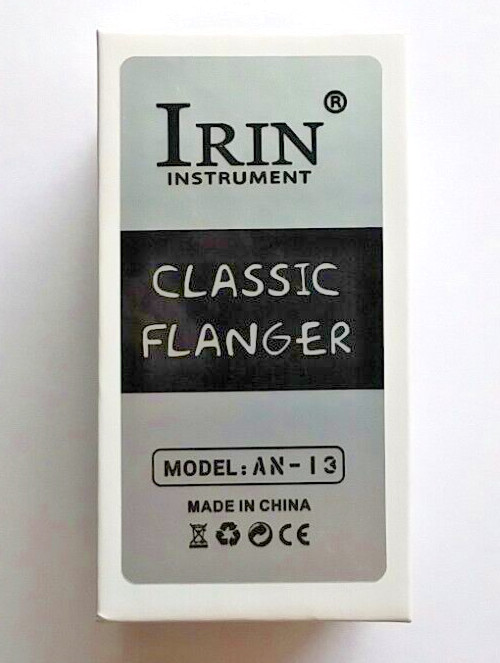 IRIN®
INSTRUMENT
CLASSIC
FLANGER
MODEL: AN-13
MADE IN CHINA
CE